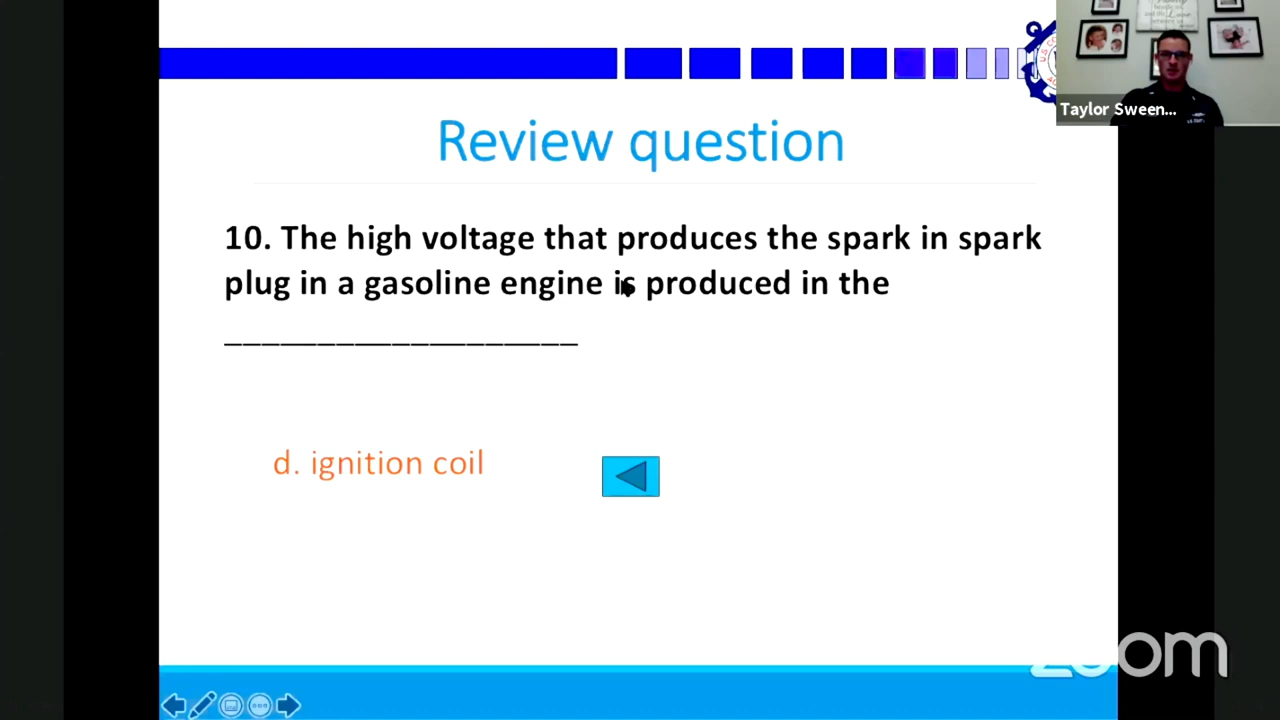 Review question
10. The high voltage that produces the spark in spark
plug in a gasoline engine is produced in the
___________________
d. ignition coil
Taylor Sween...
zoom